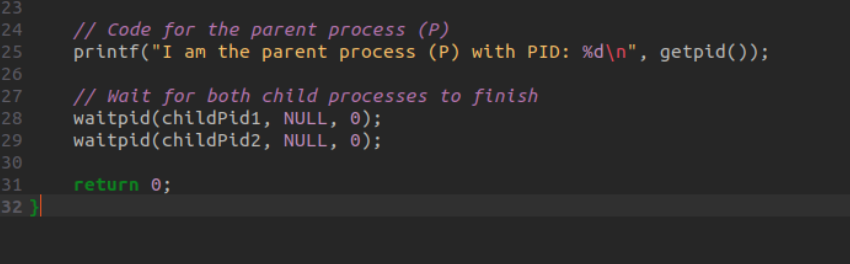 23
24 // Code for the parent process (P)
25 printf("I am the parent process (P) with PID: %d\n", getpid());
26
27 // Wait for both child processes to finish
28 waitpid(childPid1, NULL, 0);
29 waitpid(childPid2, NULL, 0);
30
31 return 0;
32 }